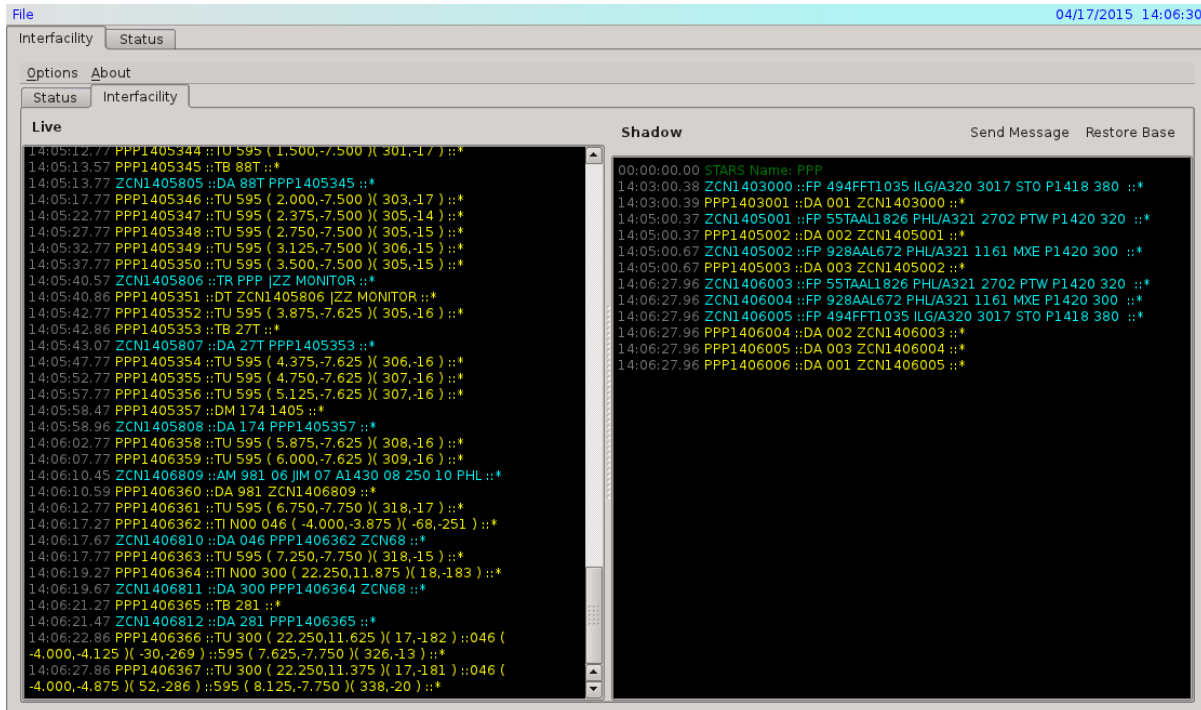 File
04/17/2015 14:06:30
Interfacility Status
Options About
Status Interfacility
Live
14:05:12.77 PPP1405344 ::TU 595 ( 1.500,-7.500 )( 301,-17 ) ::*
14:05:13.57 PPP1405345 ::TB 88T ::*
14:05:13.77 ZCN1405805 ::DA 88T PPP1405345 ::*
14:05:17.77 PPP1405346 ::TU 595 ( 2.000,-7.500 )( 303,-17 ) ::*
14:05:22.77 PPP1405347 ::TU 595 ( 2.375,-7.500 )( 305,-14 ) ::*
14:05:27.77 PPP1405348 ::TU 595 ( 2.750,-7.500 )( 305,-15 ) ::*
14:05:32.77 PPP1405349 ::TU 595 ( 3.125,-7.500 )( 306,-15 ) ::*
14:05:37.77 PPP1405350 ::TU 595 ( 3.500,-7.500 )( 305,-15 ) ::*
14:05:40.57 ZCN1405806 ::TR PPP |ZZ MONITOR ::*
14:05:40.86 PPP1405351 ::DT ZCN1405806 |ZZ MONITOR ::*
14:05:42.77 PPP1405352 ::TU 595 ( 3.875,-7.625 )( 305,-16 ) ::*
14:05:42.86 PPP1405353 ::TB 27T ::*
14:05:43.07 ZCN1405807 ::DA 27T PPP1405353 ::*
14:05:47.77 PPP1405354 ::TU 595 ( 4.375,-7.625 )( 306,-16 ) ::*
14:05:52.77 PPP1405355 ::TU 595 ( 4.750,-7.625 )( 307,-16 ) ::*
14:05:57.77 PPP1405356 ::TU 595 ( 5.125,-7.625 )( 307,-16 ) ::*
14:05:58.47 PPP1405357 ::DM 174 1405 ::*
14:05:58.96 ZCN1405808 ::DA 174 PPP1405357 ::*
14:06:02.77 PPP1406358 ::TU 595 ( 5.875,-7.625 )( 308,-16 ) ::*
14:06:07.77 PPP1406359 ::TU 595 ( 6.000,-7.625 )( 309,-16 ) ::*
14:06:10.45 ZCN1406809 ::AM 981 06 JIM 07 A1430 08 250 10 PHL ::*
14:06:10.59 PPP1406360 ::DA 981 ZCN1406809 ::*
14:06:12.77 PPP1406361 ::TU 595 ( 6.750,-7.750 )( 318,-17 ) ::*
14:06:17.27 PPP1406362 ::TI N00 046 ( -4.000,-3.875 )( -68,-251 ) ::*
14:06:17.67 ZCN1406810 ::DA 046 PPP1406362 ZCN68 ::*
14:06:17.77 PPP1406363 ::TU 595 ( 7.250,-7.750 )( 318,-15 ) ::*
14:06:19.27 PPP1406364 ::TI N00 300 ( 22.250,11.875 )( 18,-183 ) ::*
14:06:19.67 ZCN1406811 ::DA 300 PPP1406364 ZCN68 ::*
14:06:21.27 PPP1406365 ::TB 281 ::*
14:06:21.47 ZCN1406812 ::DA 281 PPP1406365 ::*
14:06:22.86 PPP1406366 ::TU 300 ( 22.250,11.625 )( 17,-182 ) ::046 (
-4.000,-4.125 )( -30,-269 ) ::595 ( 7.625,-7.750 )( 326,-13 ) ::*
14:06:27.86 PPP1406367 ::TU 300 ( 22.250,11.375 )( 17,-181 ) ::046 (
-4.000,-4.875 )( 52,-286 ) ::595 ( 8.125,-7.750 )( 338,-20 ) ::*
Shadow
Send Message Restore Base
00:00:00.00 STARS Name: PPP
14:03:00.38 ZCN1403000 ::FP 494FFT1035 ILG/A320 3017 STO P1418 380 ::*
14:03:00.39 PPP1403001 ::DA 001 ZCN1403000 ::*
14:05:00.37 ZCN1405001 ::FP 55TAAL1826 PHL/A321 2702 PTW P1420 320 ::*
14:05:00.37 PPP1405002 ::DA 002 ZCN1405001 ::*
14:05:00.67 ZCN1405002 ::FP 928AAL672 PHL/A321 1161 MXE P1420 300 ::*
14:05:00.67 PPP1405003 ::DA 003 ZCN1405002 ::*
14:06:27.96 ZCN1406003 ::FP 55TAAL1826 PHL/A321 2702 PTW P1420 320 ::*
14:06:27.96 ZCN1406004 ::FP 928AAL672 PHL/A321 1161 MXE P1420 300 ::*
14:06:27.96 ZCN1406005 ::FP 494FFT1035 ILG/A320 3017 STO P1418 380 ::*
14:06:27.96 PPP1406004 ::DA 002 ZCN1406003 ::*
14:06:27.96 PPP1406005 ::DA 003 ZCN1406004 ::*
14:06:27.96 PPP1406006 ::DA 001 ZCN1406005 ::*